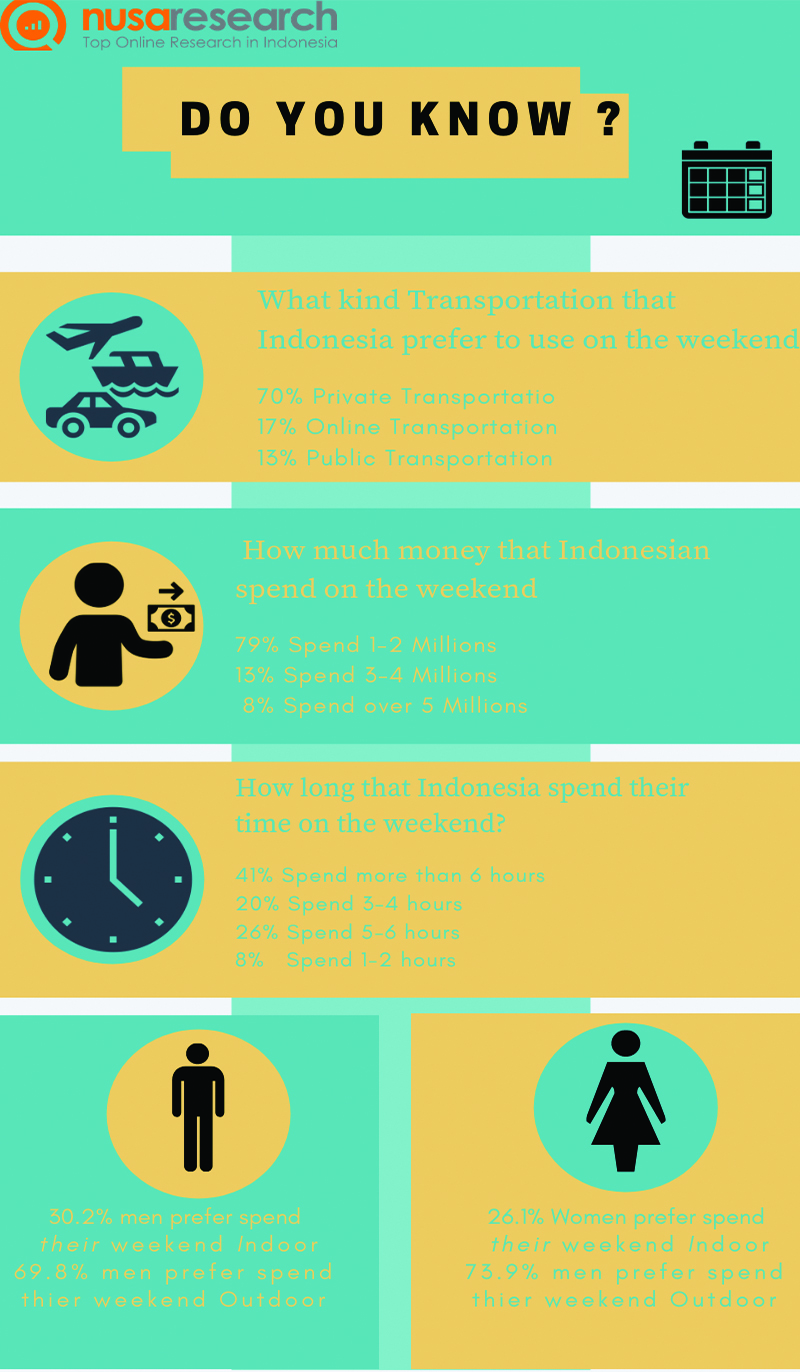 nusaresearch
Top Online Research in Indonesia
DO YOU KNOW ?
What kind Transportation that
Indonesia prefer to use on the weekend
70% Private Transportatio
17% Online Transportation
13% Public Transportation
How much money that Indonesian
spend on the weekend
79% Spend 1-2 Millions
13% Spend 3-4 Millions
8% Spend over 5 Millions
How long that Indonesia spend their
time on the weekend?
41% Spend more than 6 hours
20% Spend 3-4 hours
26% Spend 5-6 hours
8% Spend 1-2 hours
30.2% men prefer spend
their weekend Indoor
69.8% men prefer spend
thier weekend Outdoor
26.1% Women prefer spend
their weekend Indoor
73.9% men prefer spend
thier weekend Outdoor